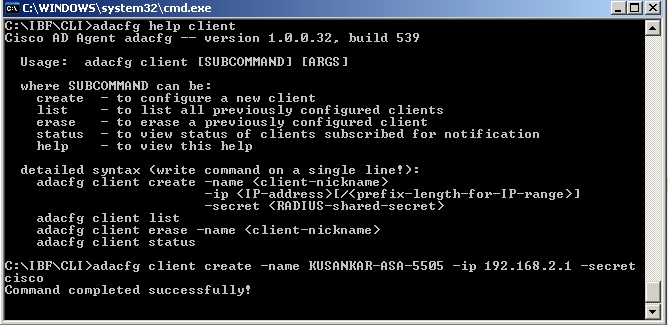 C:\WINDOWS\system32\cmd.exe
C:\IBF\CLI>adacfg help client
Cisco AD Agent adacfg -- version 1.0.0.32, build 539
Usage: adacfg client [SUBCOMMAND] [ARGS]
where SUBCOMMAND can be:
create - to configure a new client
list - to list all previously configured clients
erase - to erase a previously configured client
status - to view status of clients subscribed for notification
help - to view this help
detailed syntax (write command on a single line!):
adacfg client create -name <client-nickname>
-ip <IP-address>[/<prefix-length-for-IP-range>]
-secret <RADIUS-shared-secret>
adacfg client list
adacfg client erase -name <client-nickname>
adacfg client status
C:\IBF\CLI>adacfg client create -name KUSANKAR-ASA-5505 -ip 192.168.2.1 -secret
cisco
Command completed successfully!